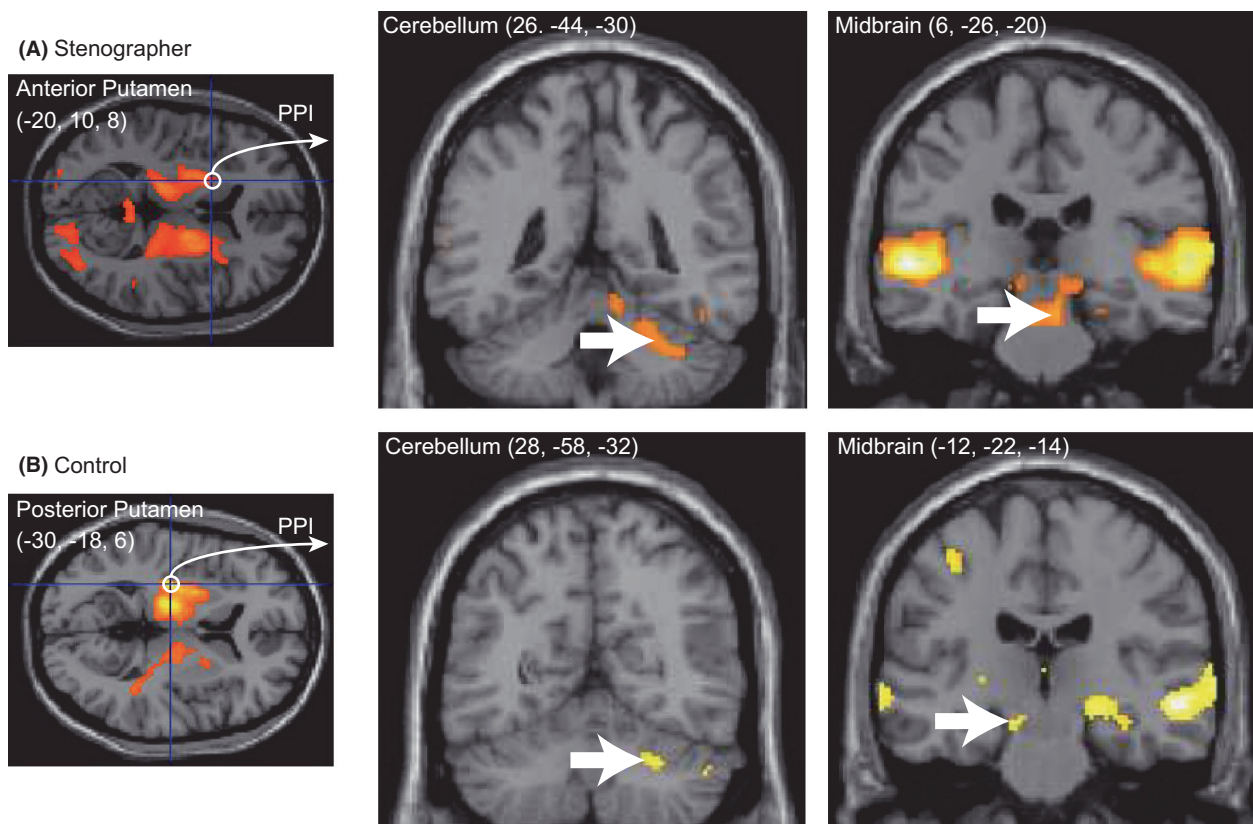 (A) Stenographer
Anterior Putamen
(-20, 10, 8)
PPI
Cerebellum (26. -44, -30)
Midbrain (6, -26, -20)
(B) Control
Posterior Putamen
(-30, -18, 6)
PPI
Cerebellum (28, -58, -32)
Midbrain (-12, -22, -14)